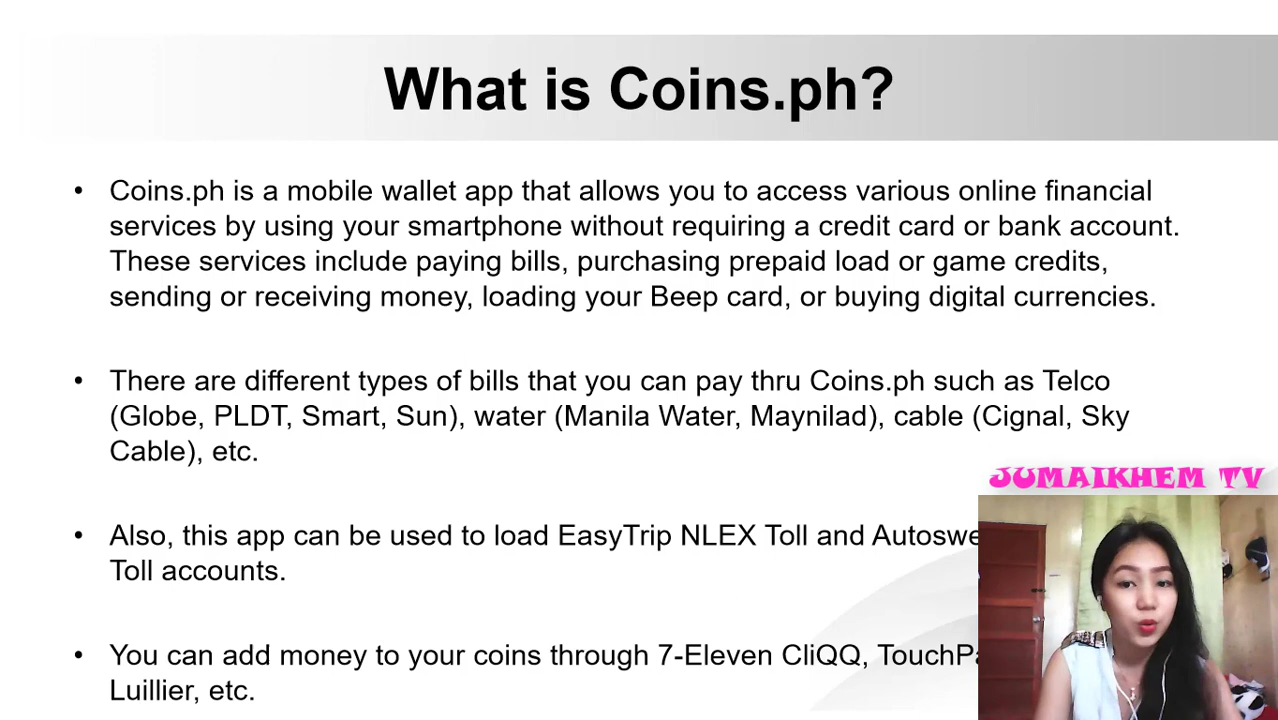 What is Coins.ph?
• Coins.ph is a mobile wallet app that allows you to access various online financial
services by using your smartphone without requiring a credit card or bank account.
These services include paying bills, purchasing prepaid load or game credits,
sending or receiving money, loading your Beep card, or buying digital currencies.
• There are different types of bills that you can pay thru Coins.ph such as Telco
(Globe, PLDT, Smart, Sun), water (Manila Water, Maynilad), cable (Cignal, Sky
Cable), etc.
JUMAIKHEM TV
• Also, this app can be used to load EasyTrip NLEX Toll and
Toll accounts.
• You can add money to your coins through 7-Eleven CliQQ,
Luillier, etc.